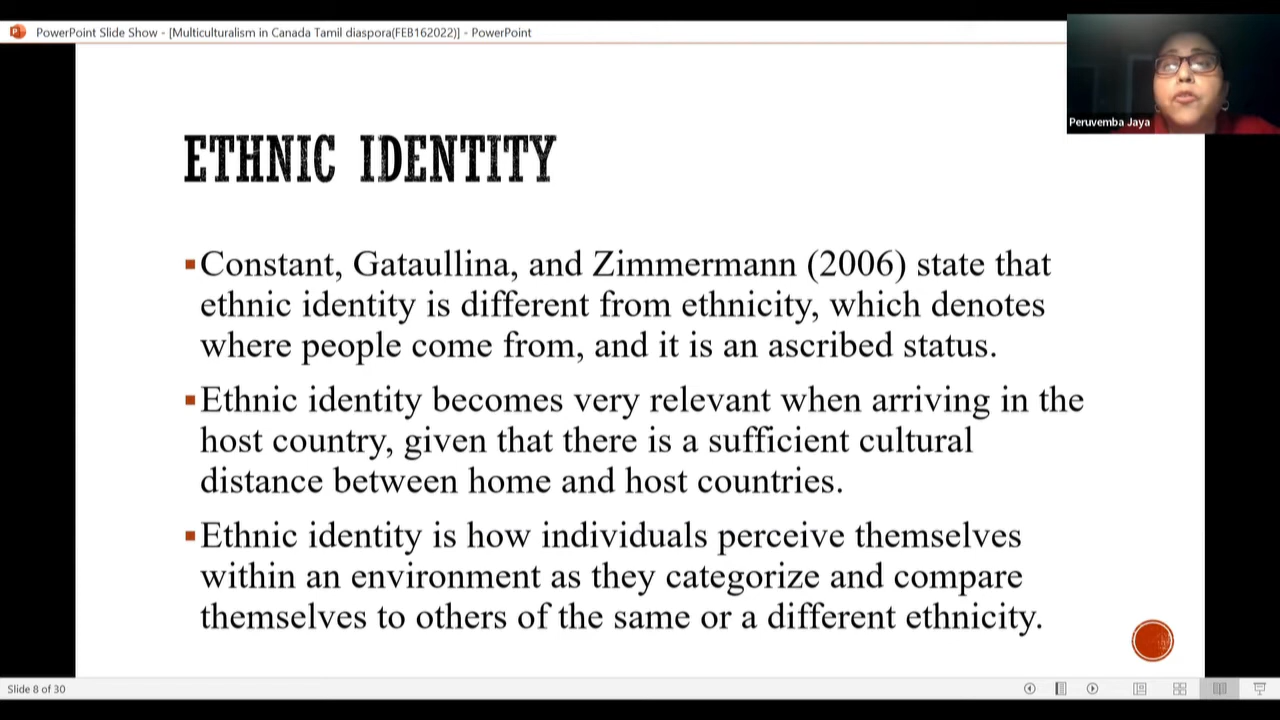 PowerPoint Slide Show - [Multiculturalism in Canada Tamil diaspora(FEB162022)] - PowerPoint
Peruvemba Jaya
ETHNIC IDENTITY
▪Constant, Gataullina, and Zimmermann (2006) state that
ethnic identity is different from ethnicity, which denotes
where people come from, and it is an ascribed status.
▪Ethnic identity becomes very relevant when arriving in the
host country, given that there is a sufficient cultural
distance between home and host countries.
▪Ethnic identity is how individuals perceive themselves
within an environment as they categorize and compare
themselves to others of the same or a different ethnicity.
Slide 8 of 30